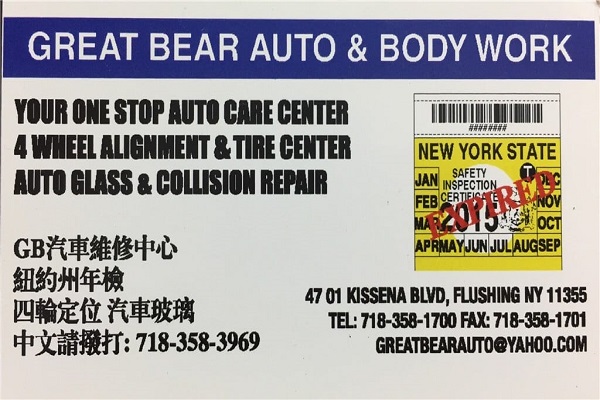 GREAT BEAR AUTO & BODY WORK
YOUR ONE STOP AUTO CARE CENTER
4 WHEEL ALIGNMENT & TIRE CENTER
AUTO GLASS & COLLISION REPAIR
########
NEW YORK STATE
JAN SAFETY T DEC
INSPECTION
FEB CERTIFICATE NOV
2015 OCT
EXPIRED
APR MAY JUN JUL AUG SEP
GB汽車維修中心
紐約州年檢
四輪定位 汽車玻璃
中文請撥打: 718-358-3969
47 01 KISSENA BLVD, FLUSHING NY 11355
TEL: 718-358-1700 FAX: 718-358-1701
GREATBEARAUTO@YAHOO.COM